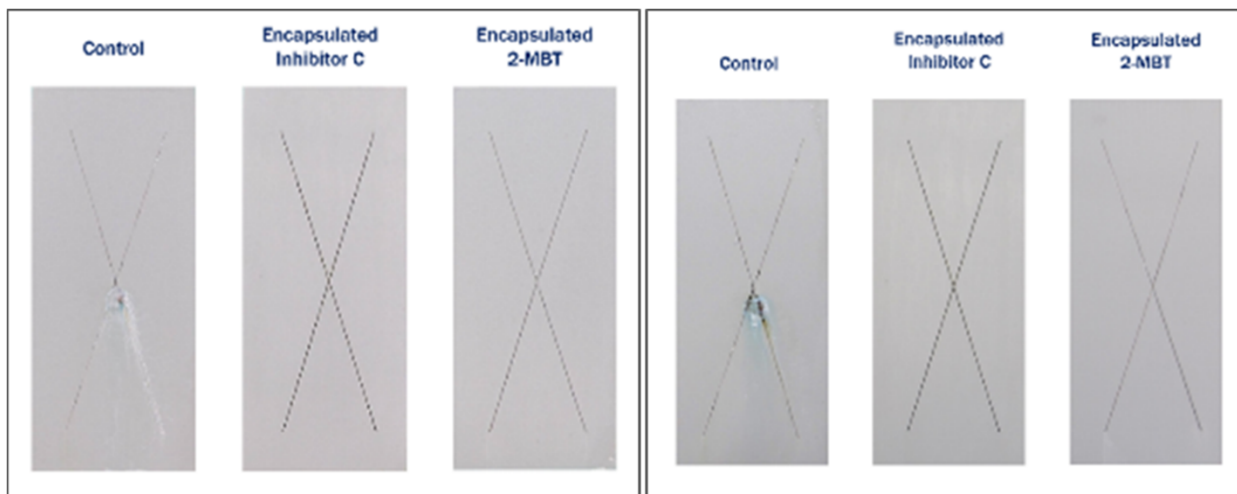 Control
Encapsulated
Inhibitor C
Encapsulated
2-MBT
Control
Encapsulated
Inhibitor C
Encapsulated
2-MBT